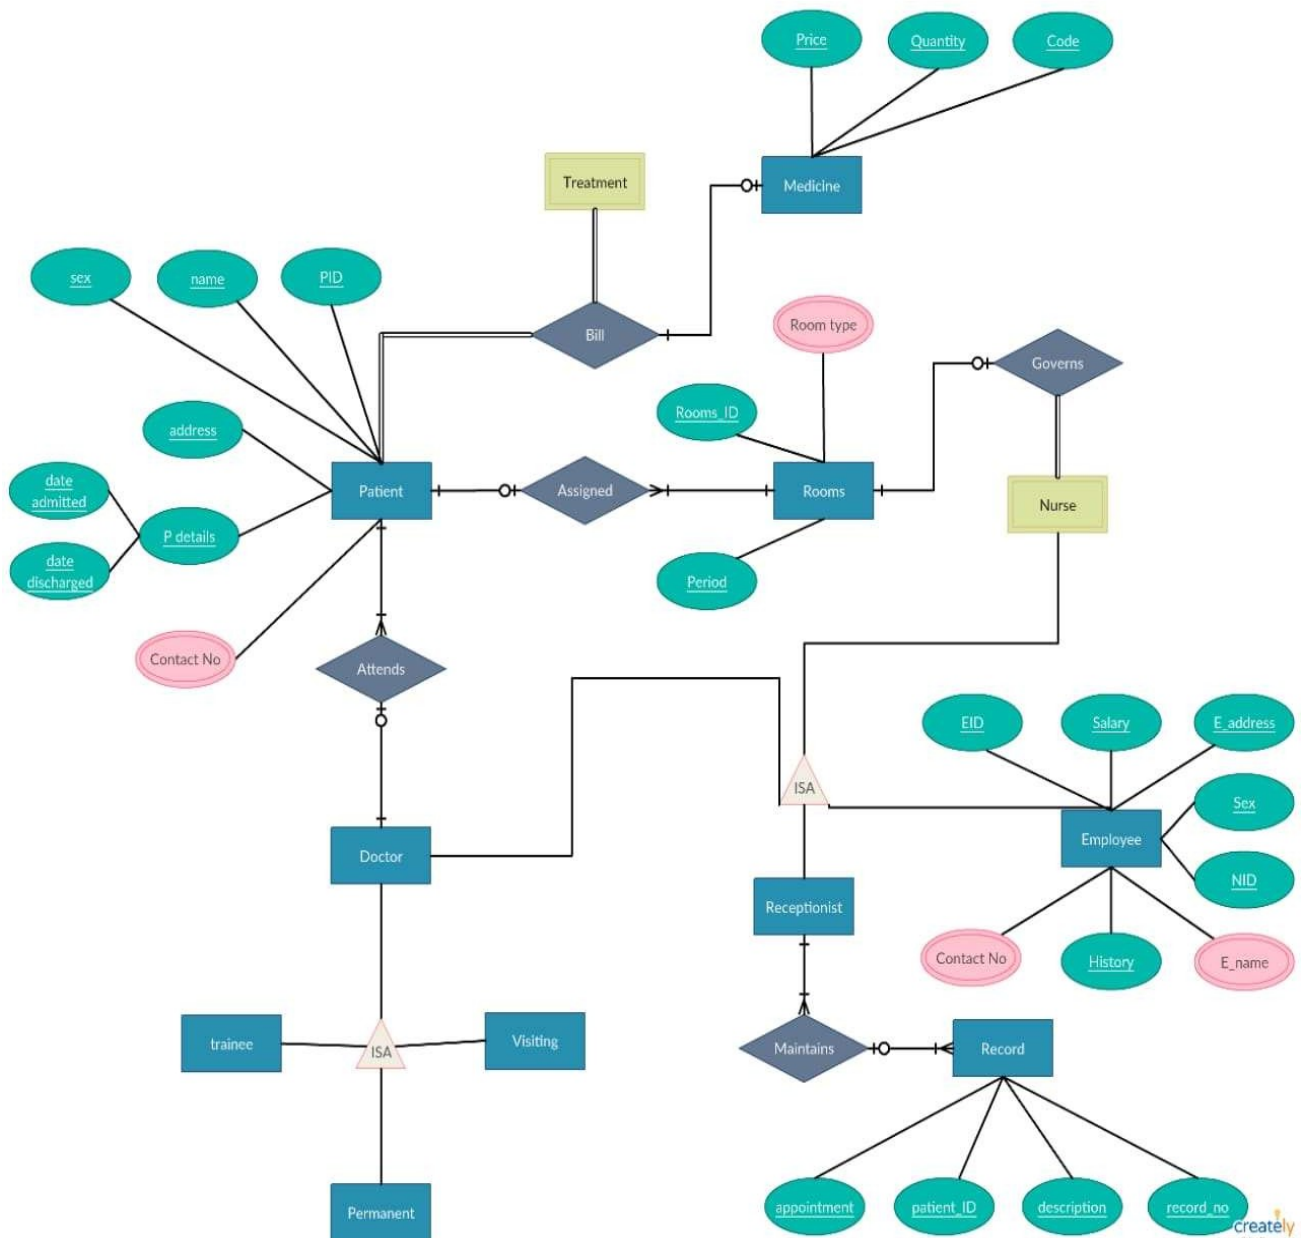 Price
Quantity
Code
Treatment
Medicine
sex
name
PID
Bill
Room type
Governs
Rooms_ID
address
date
admitted
Patient
Assigned
Rooms
Nurse
P details
date
discharged
Period
Contact No
Attends
EID
Salary
E_address
ISA
Sex
Employee
Doctor
NID
Receptionist
Contact No
History
E_name
trainee
ISA
Visiting
Maintains
Record
Permanent
appointment
patient_ID
description
record_no
creately